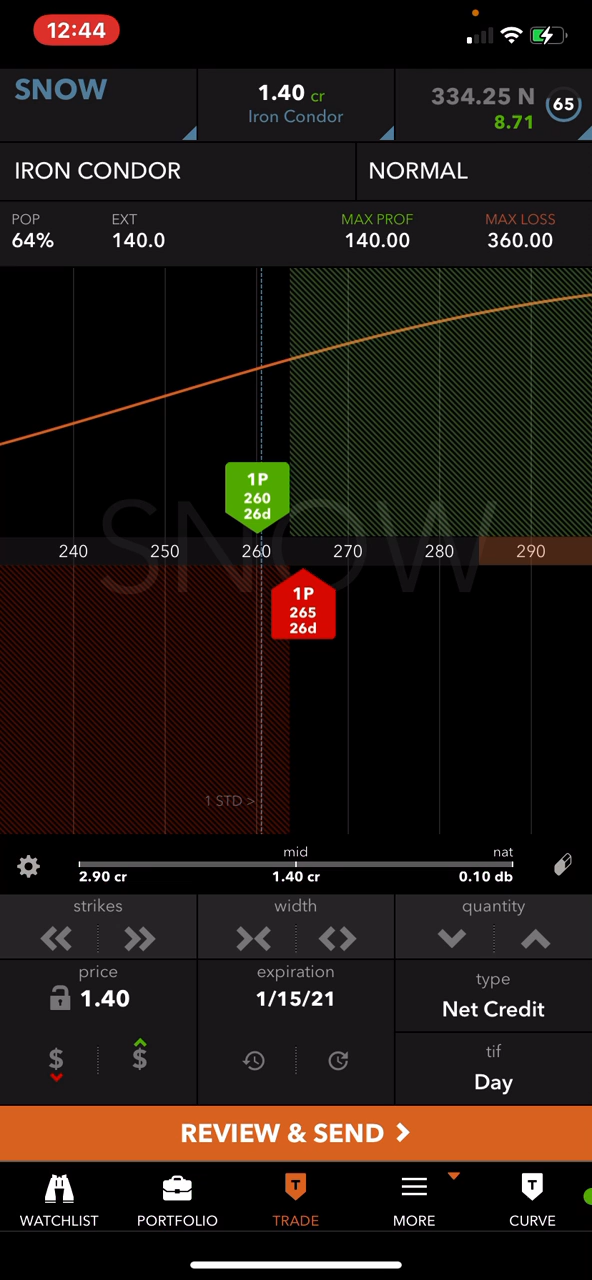 12:44
SNOW
1.40 cr
Iron Condor
334.25 N
8.71
65
IRON CONDOR
NORMAL
POP
64%
EXT
140.0
MAX PROF
140.00
MAX LOSS
360.00
1P
260
26d
SNOW
240 250 260 270 280 290
1P
265
26d
1 STD >
mid
nat
2.90 cr
1.40 cr
0.10 db
strikes
width
quantity
price
1.40
expiration
1/15/21
type
Net Credit
$
$
tif
Day
REVIEW & SEND >
T
T
WATCHLIST
PORTFOLIO
TRADE
MORE
CURVE